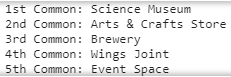 1st Common: Science Museum
2nd Common: Arts & Crafts Store
3rd Common: Brewery
4th Common: Wings Joint
5th Common: Event Space